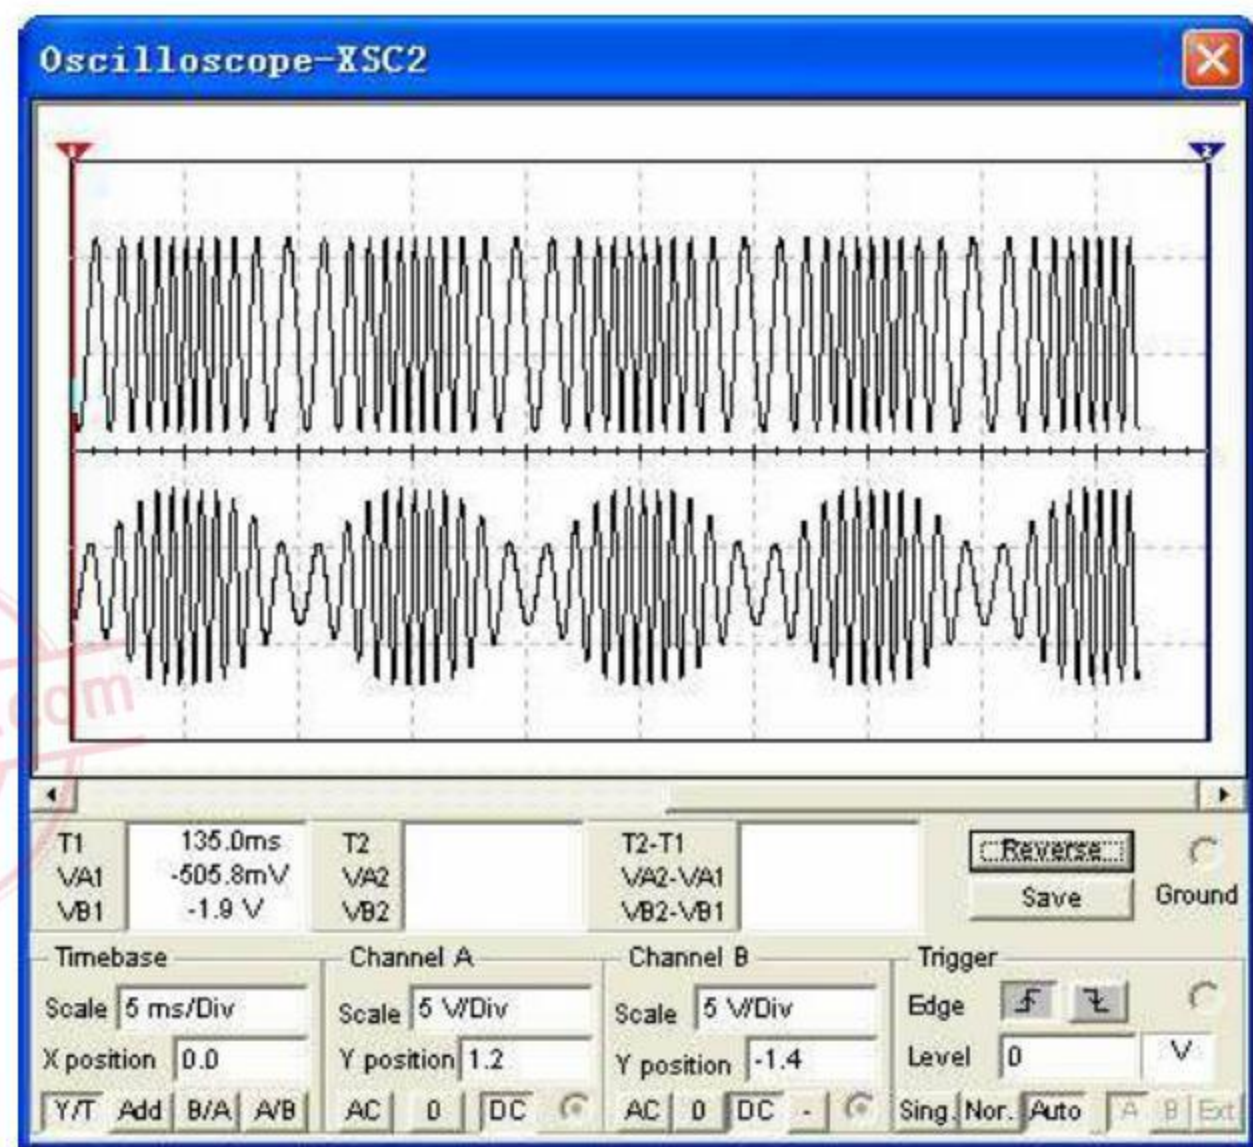 Oscilloscope-XSC2
1
2
.com
T1 135.0ms T2 T2-T1 Reverse
VA1 -505.8mV VA2 VA2-VA1
VB1 -1.9 V VB2 VB2-VB1 Save Ground
Timebase Channel A Channel B Trigger
Scale 5 ms/Div Scale 5 V/Div Scale 5 V/Div Edge
X position 0.0 Y position 1.2 Y position -1.4 Level 0 V
Y/T Add B/A A/B AC 0 DC AC 0 DC - Sing. Nor. Auto A B Ext